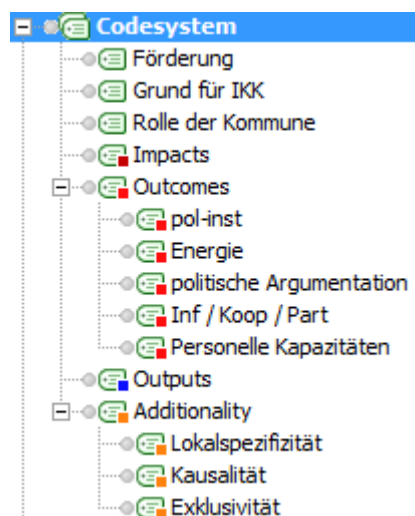 Codesystem
Förderung
Grund für IKK
Rolle der Kommune
Impacts
Outcomes
pol-inst
Energie
politische Argumentation
Inf / Koop / Part
Personelle Kapazitäten
Outputs
Additionality
Lokalspezifizität
Kausalität
Exklusivität